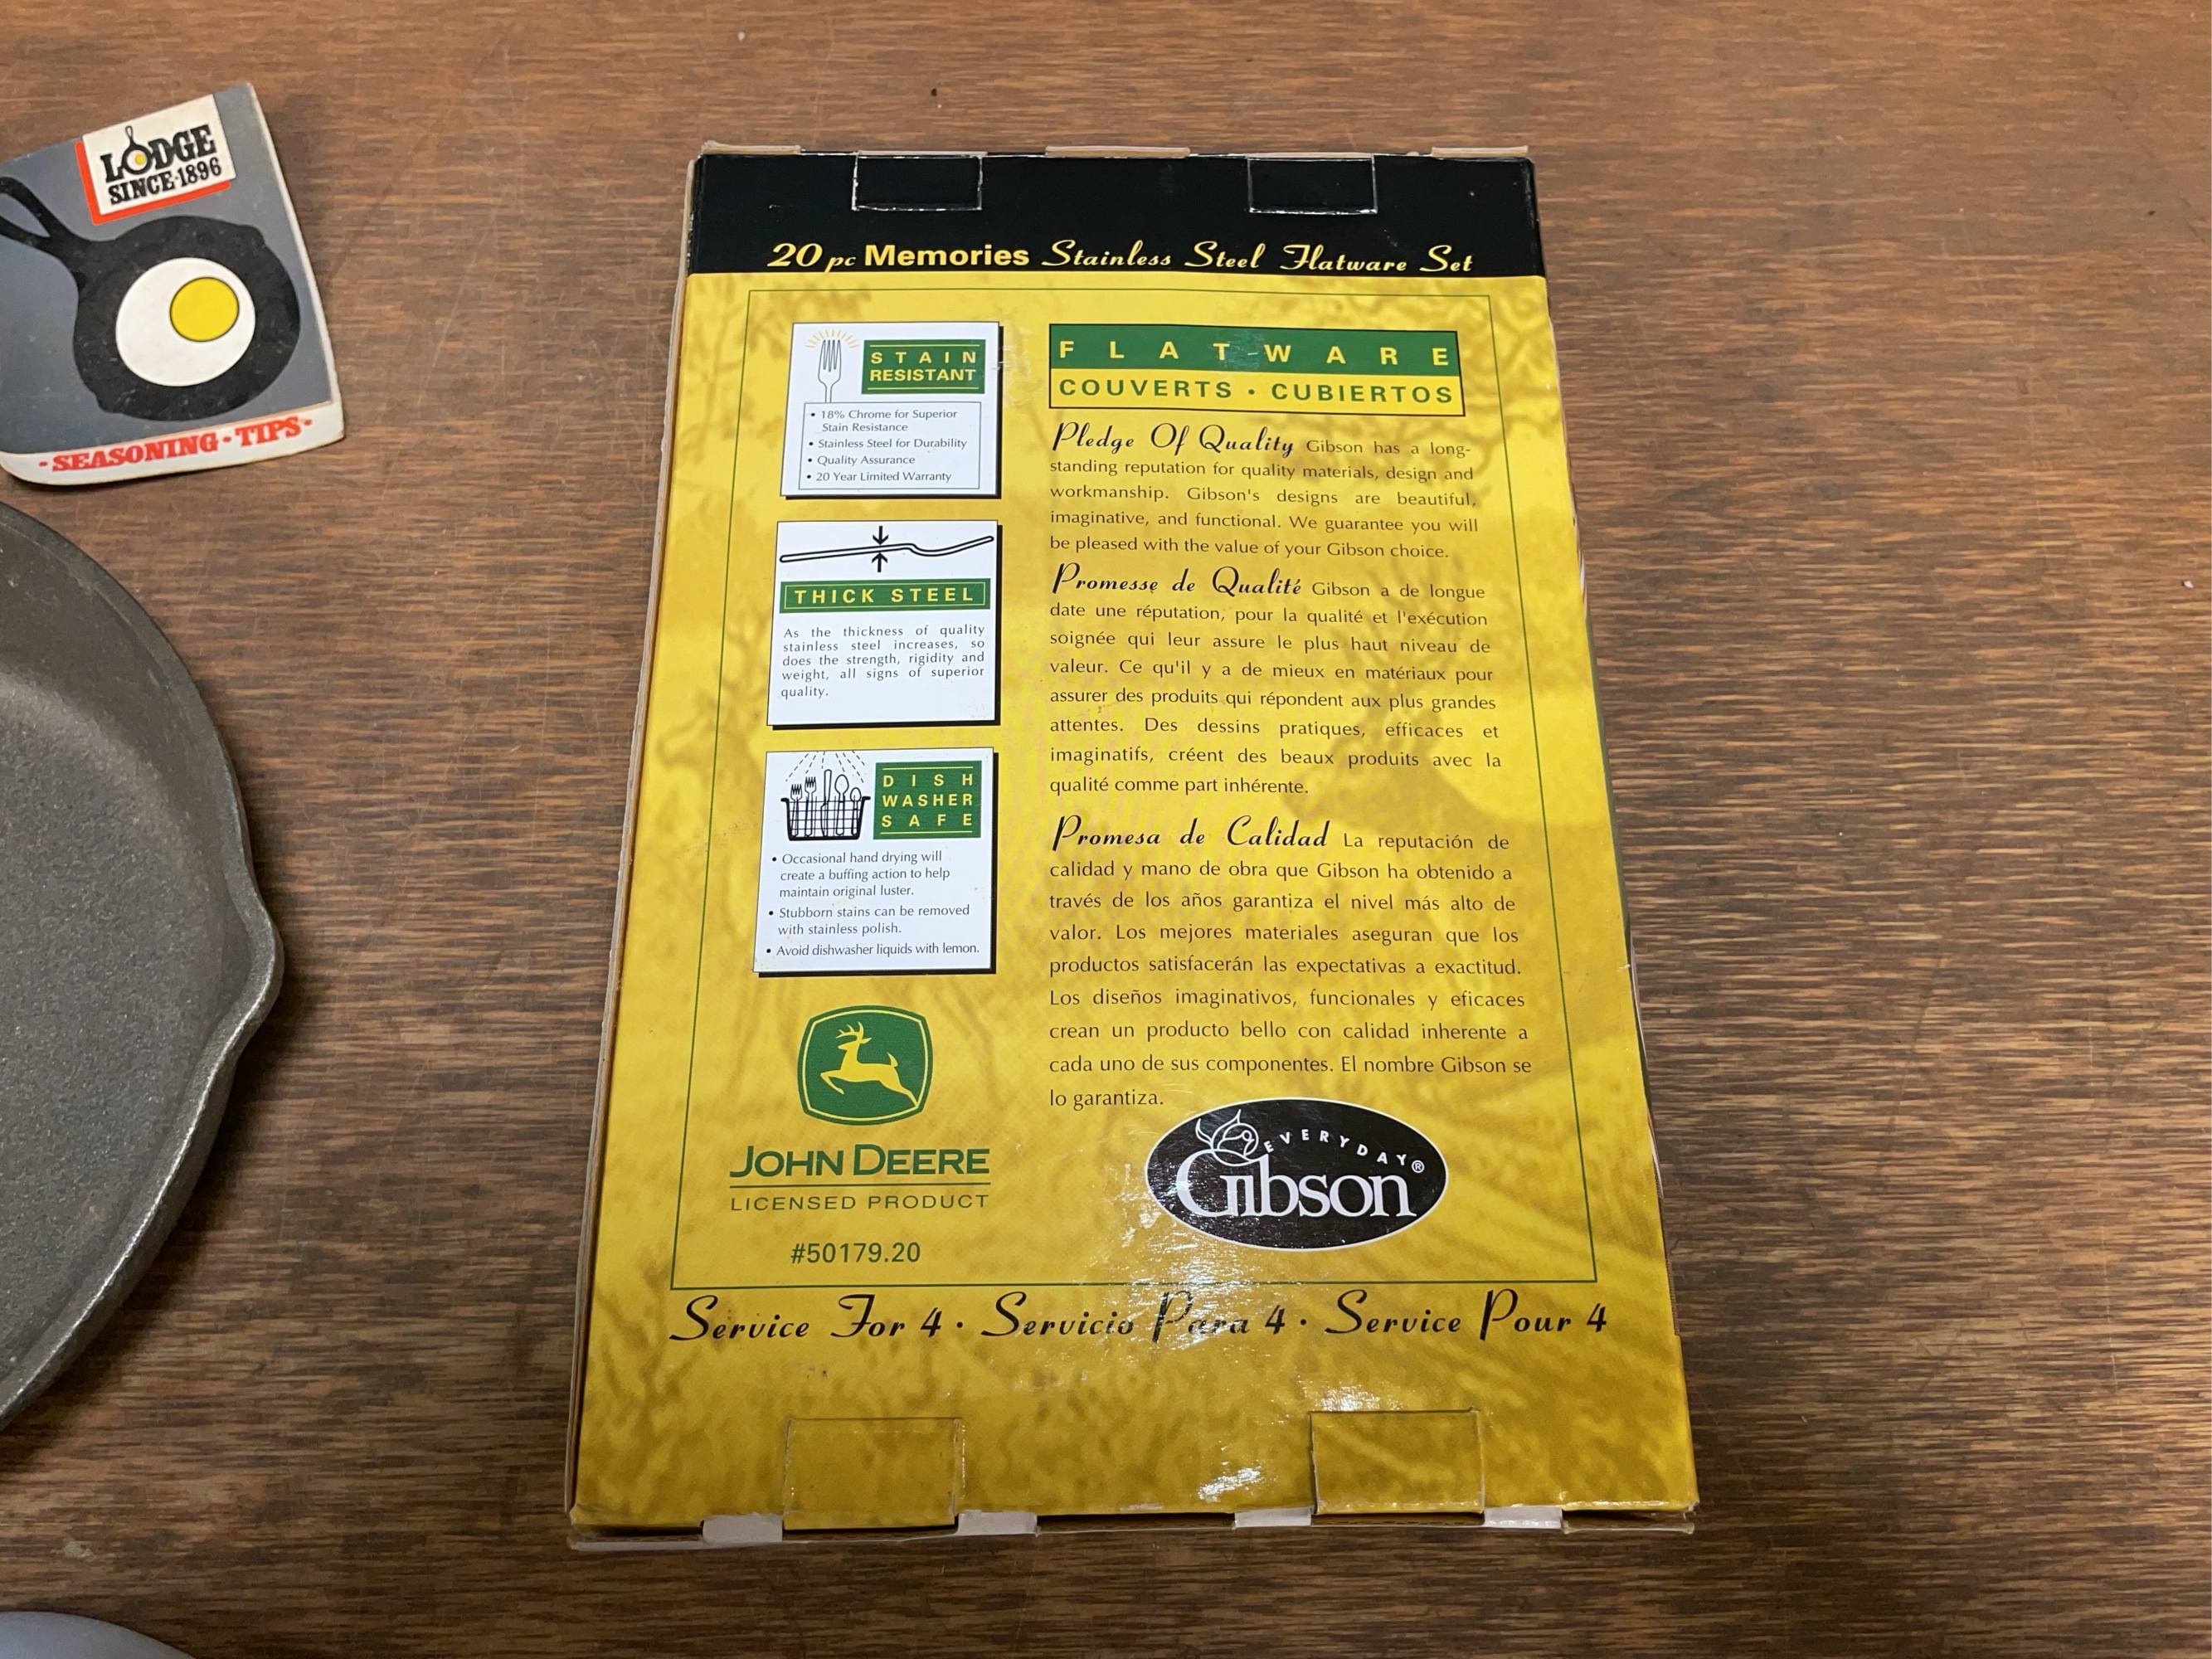 LODGE
SINCE·1896
·SEASONING·TIPS·
20 pc Memories Stainless Steel Flatware Set
STAIN
RESISTANT
• 18% Chrome for Superior
Stain Resistance
• Stainless Steel for Durability
• Quality Assurance
• 20 Year Limited Warranty
THICK STEEL
As the thickness of quality
stainless steel increases, so
does the strength, rigidity and
weight, all signs of superior
quality.
DISH
WASHER
SAFE
• Occasional hand drying will
create a buffing action to help
maintain original luster.
• Stubborn stains can be removed
with stainless polish.
• Avoid dishwasher liquids with lemon.
JOHN DEERE
LICENSED PRODUCT
#50179.20
FLATWARE
COUVERTS • CUBIERTOS
Pledge Of Quality Gibson has a long-
standing reputation for quality materials, design and
workmanship. Gibson's designs are beautiful,
imaginative, and functional. We guarantee you will
be pleased with the value of your Gibson choice.
Promesse de Qualité Gibson a de longue
date une réputation, pour la qualité et l'exécution
soignée qui leur assure le plus haut niveau de
valeur. Ce qu'il y a de mieux en matériaux pour
assurer des produits qui répondent aux plus grandes
attentes. Des dessins pratiques, efficaces et
imaginatifs, créent des beaux produits avec la
qualité comme part inhérente.
Promesa de Calidad La reputación de
calidad y mano de obra que Gibson ha obtenido a
través de los años garantiza el nivel más alto de
valor. Los mejores materiales aseguran que los
productos satisfacerán las expectativas a exactitud.
Los diseños imaginativos, funcionales y eficaces
crean un producto bello con calidad inherente a
cada uno de sus componentes. El nombre Gibson se
lo garantiza.
EVERYDAY®
Gibson
Service For 4 • Servicio Para 4 • Service Pour 4